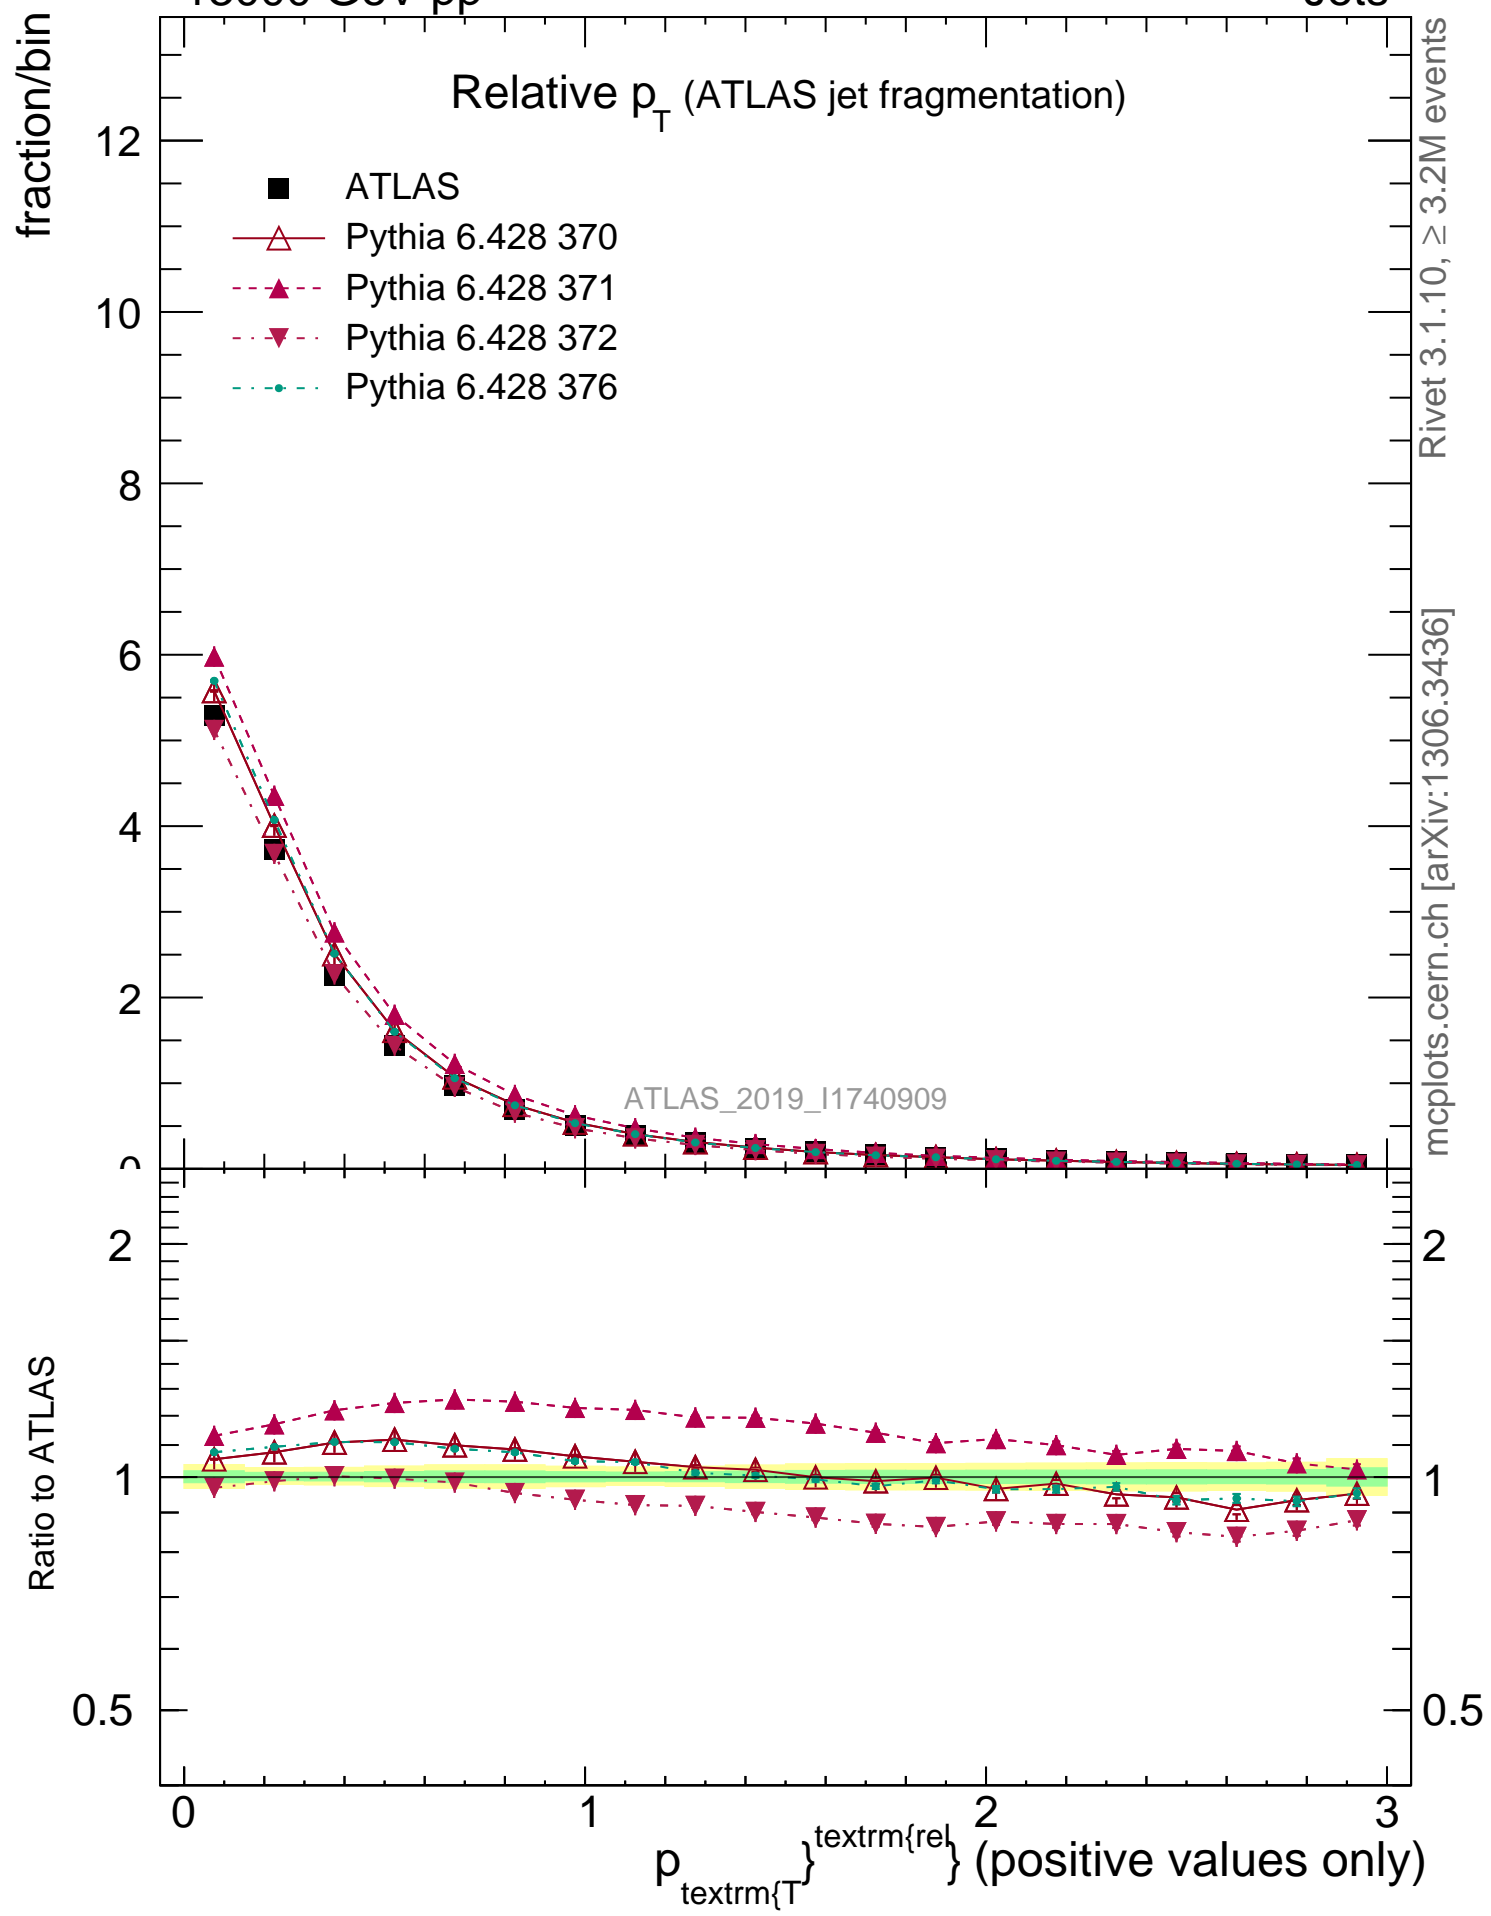 fraction/bin
Relative pT (ATLAS jet fragmentation)
ATLAS
Pythia 6.428 370
Pythia 6.428 371
Pythia 6.428 372
Pythia 6.428 376
12
10
8
6
4
2
0
ATLAS_2019_I1740909
Rivet 3.1.10, ≥ 3.2M events
mcplots.cern.ch [arXiv:1306.3436]
Ratio to ATLAS
2
1
0.5
2
1
0.5
0
1
2
3
p_textrm{T}^textrm{rel} (positive values only)